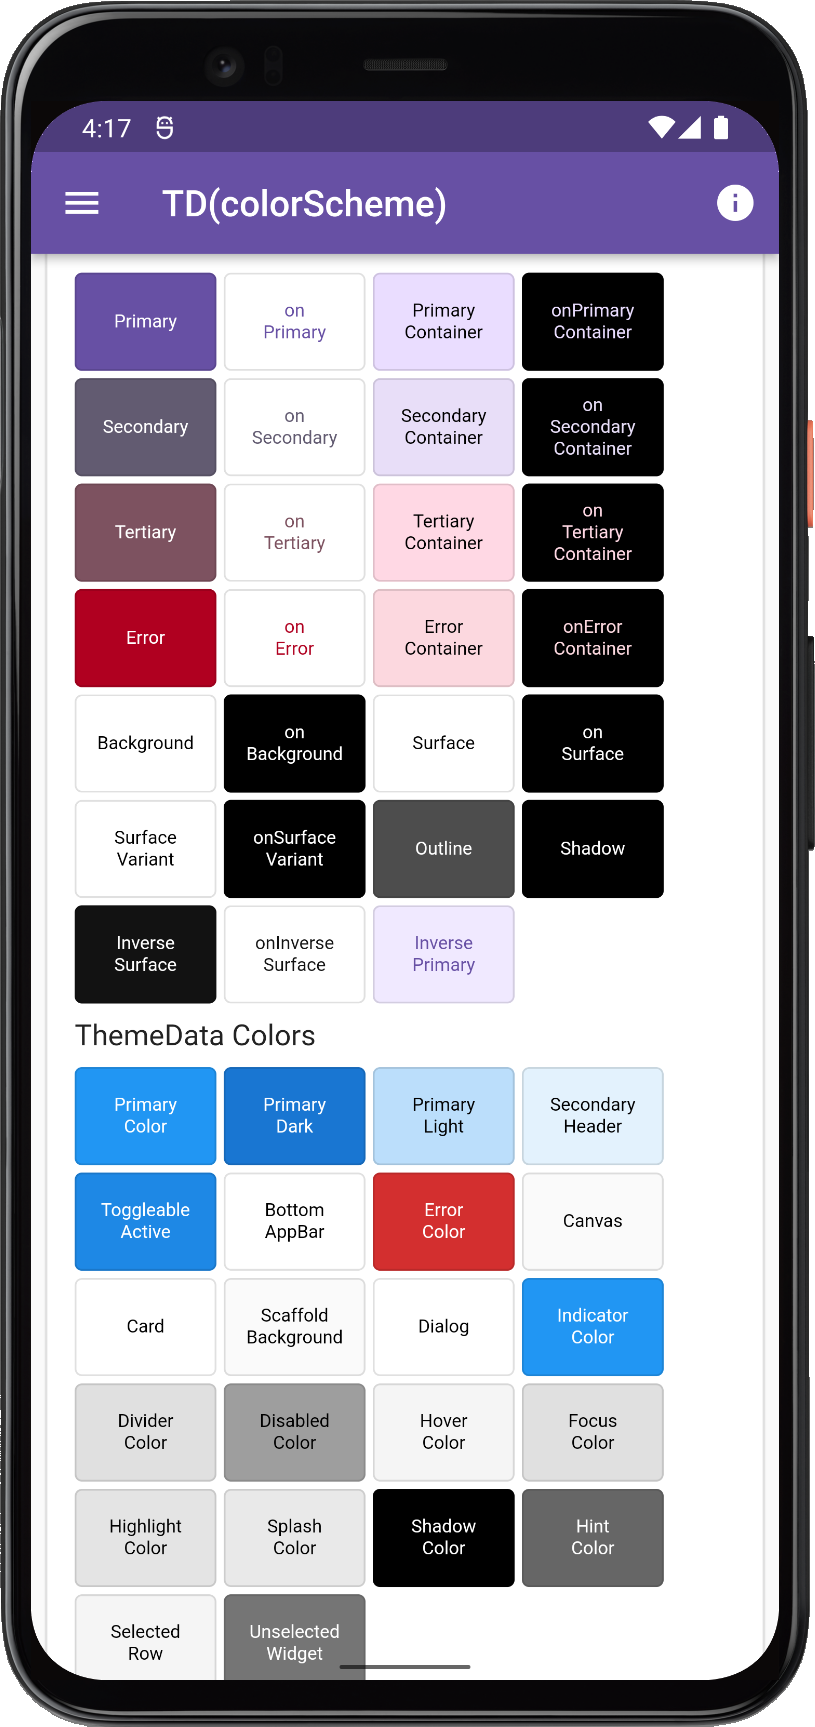 4:17
TD(colorScheme)
Primary
on
Primary
Primary
Container
onPrimary
Container
Secondary
on
Secondary
Secondary
Container
on
Secondary
Container
Tertiary
on
Tertiary
Tertiary
Container
on
Tertiary
Container
Error
on
Error
Error
Container
onError
Container
Background
on
Background
Surface
on
Surface
Surface
Variant
onSurface
Variant
Outline
Shadow
Inverse
Surface
onInverse
Surface
Inverse
Primary
ThemeData Colors
Primary
Color
Primary
Dark
Primary
Light
Secondary
Header
Toggleable
Active
Bottom
AppBar
Error
Color
Canvas
Card
Scaffold
Background
Dialog
Indicator
Color
Divider
Color
Disabled
Color
Hover
Color
Focus
Color
Highlight
Color
Splash
Color
Shadow
Color
Hint
Color
Selected
Row
Unselected
Widget